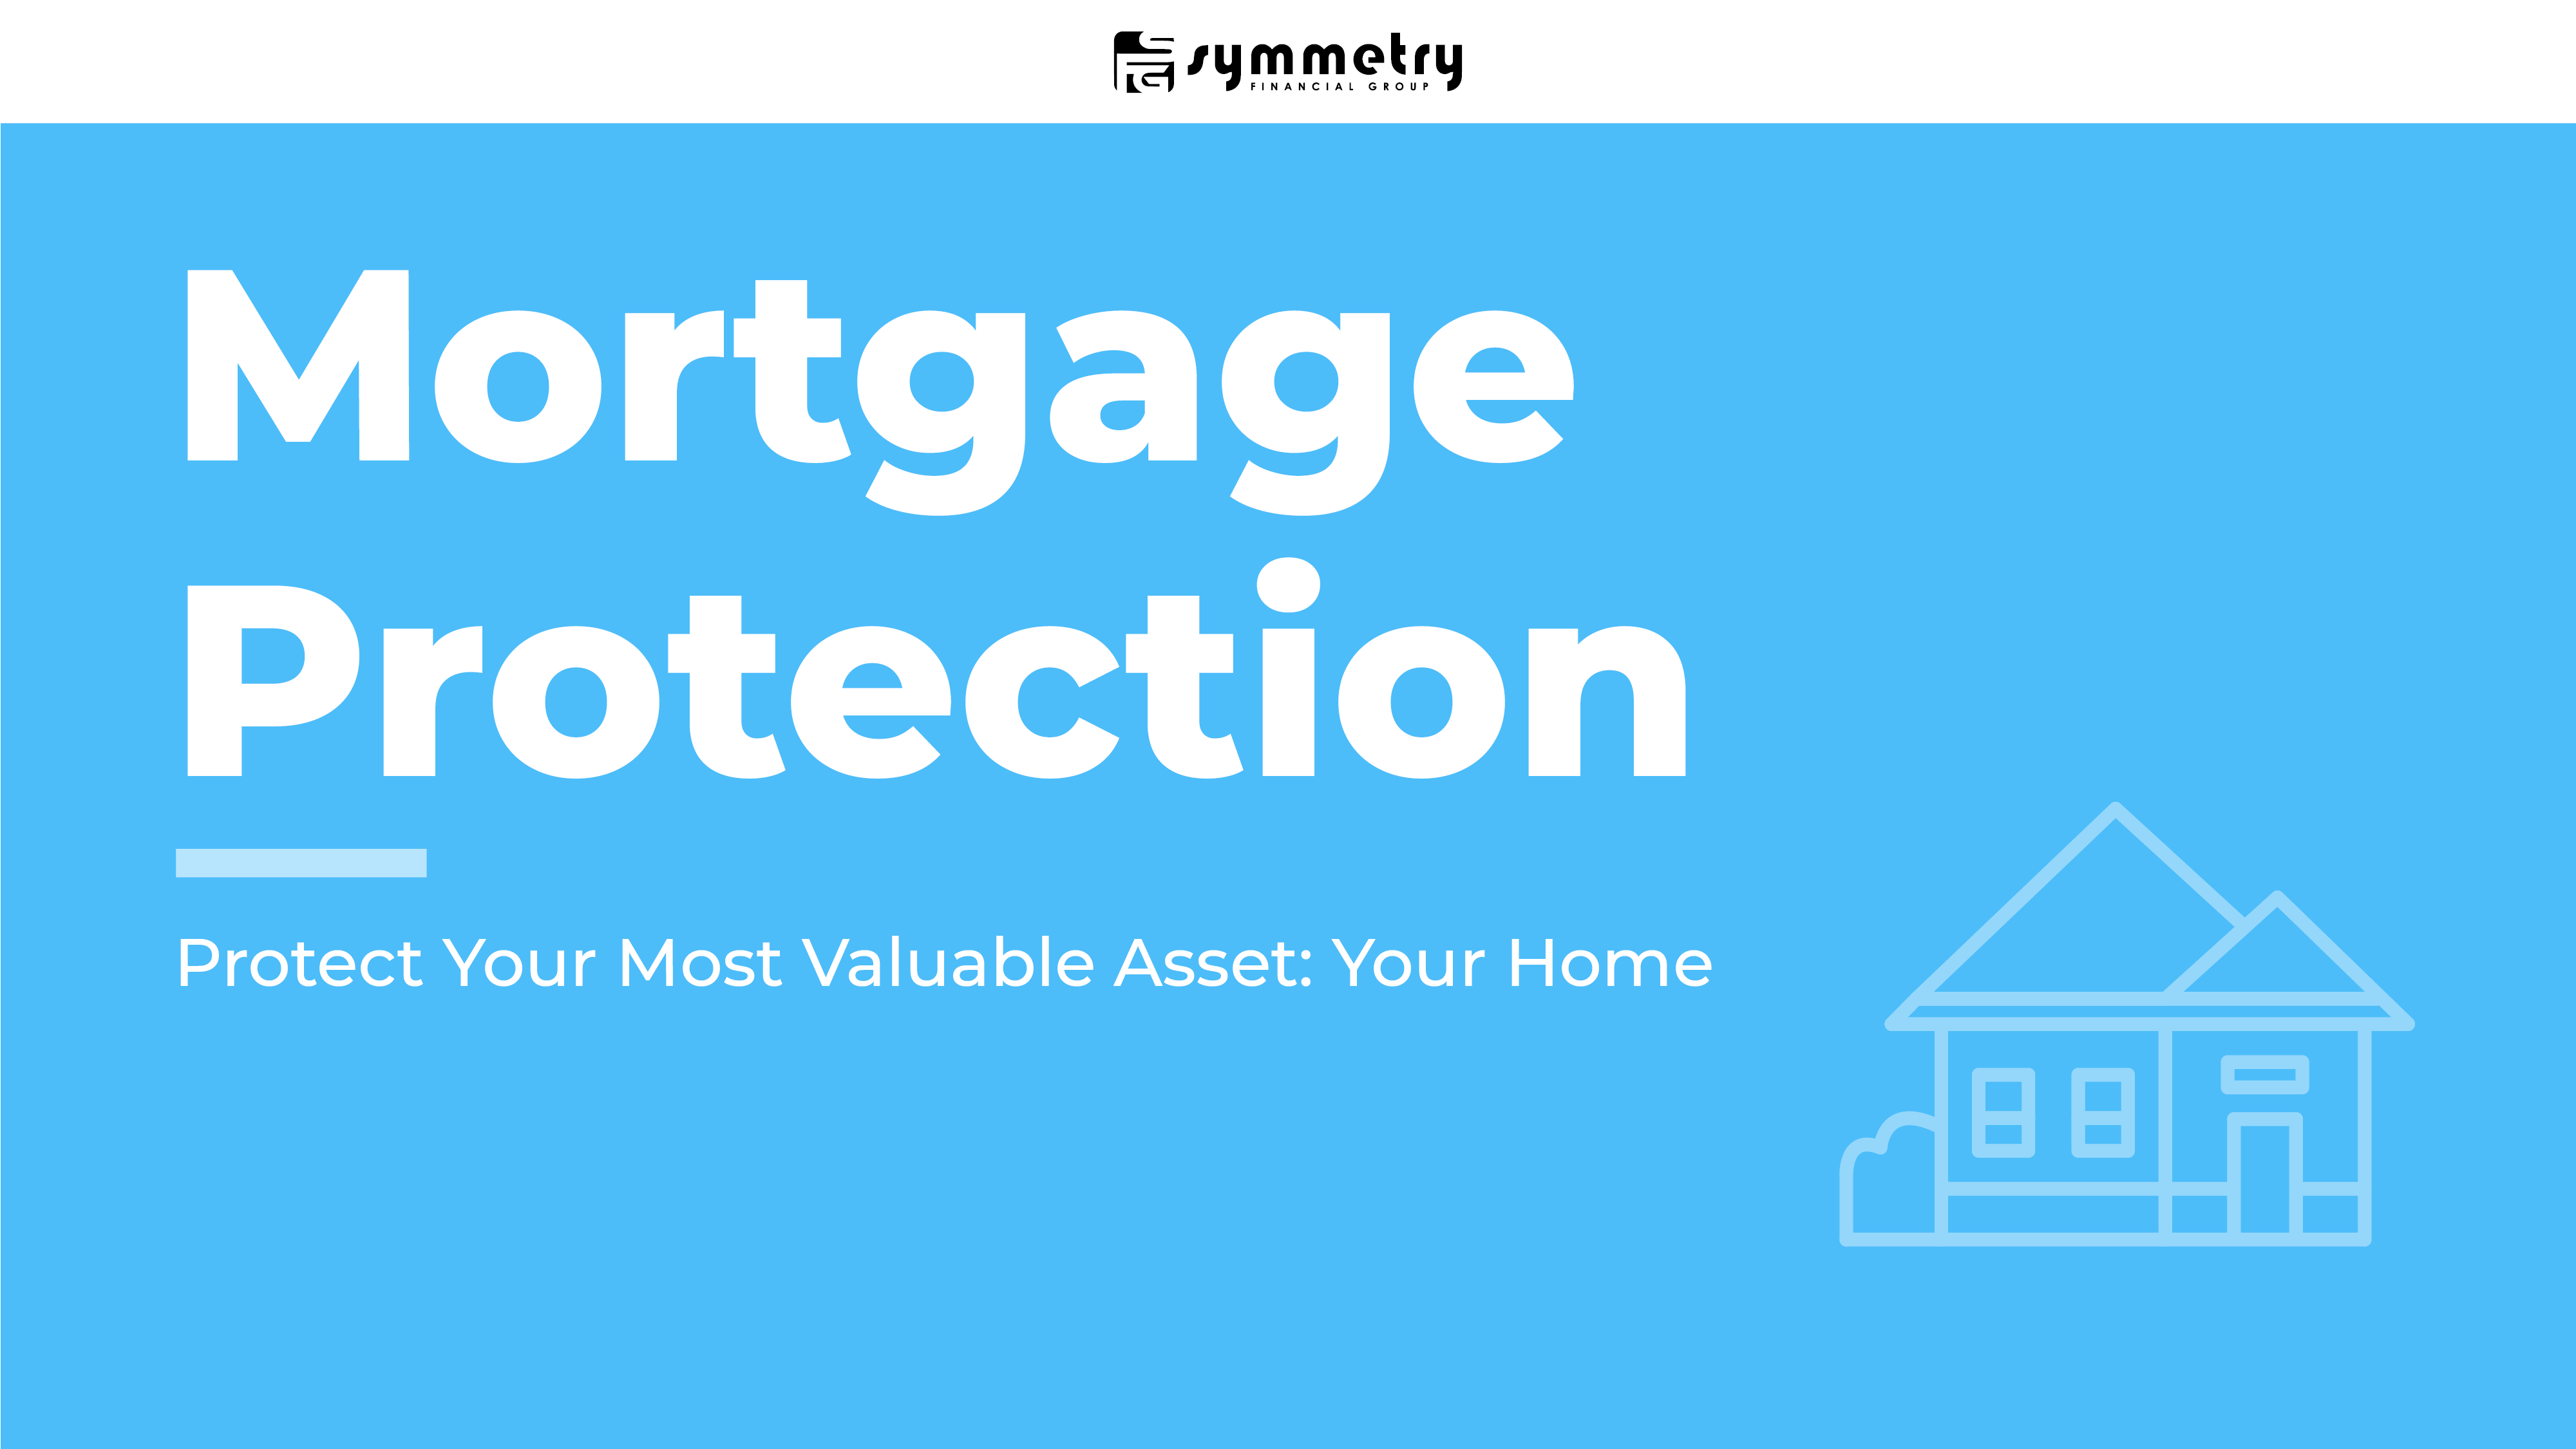 symmetry
FINANCIAL GROUP
Mortgage
Protection
Protect Your Most Valuable Asset: Your Home